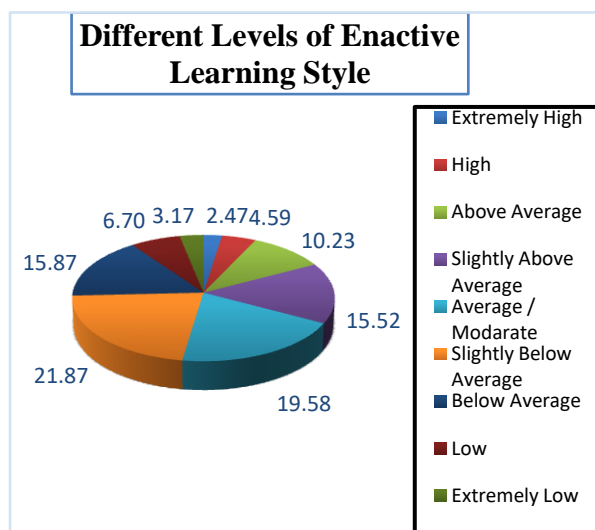 Different Levels of Enactive
Learning Style
6.70 3.17 2.47 4.59
10.23
15.87
15.52
21.87
19.58
Extremely High
High
Above Average
Slightly Above
Average
Average /
Modarate
Slightly Below
Average
Below Average
Low
Extremely Low